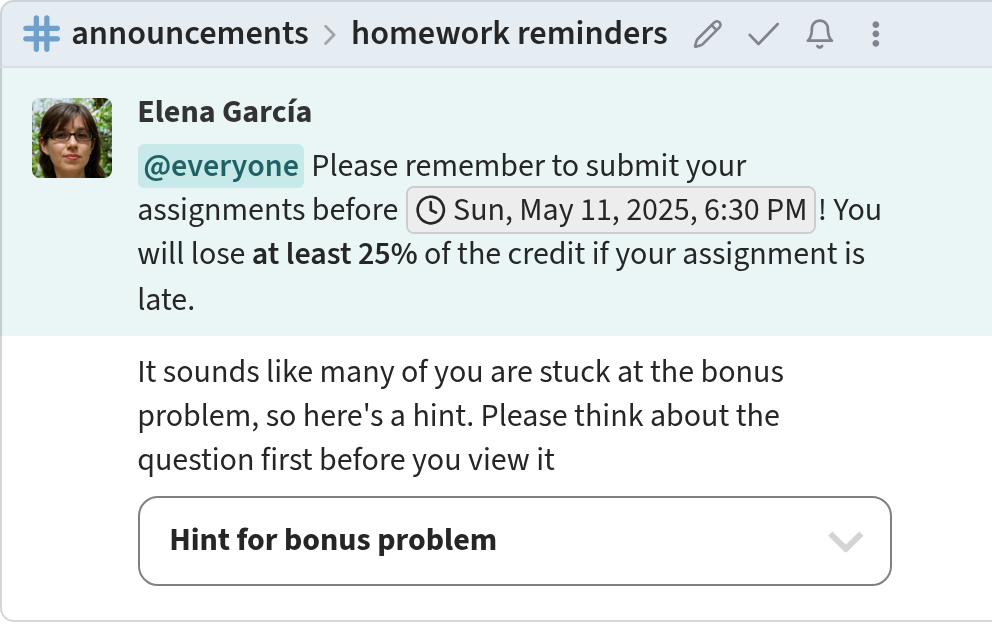 # announcements > homework reminders
Elena García
@everyone Please remember to submit your
assignments before Sun, May 11, 2025, 6:30 PM ! You
will lose at least 25% of the credit if your assignment is
late.
It sounds like many of you are stuck at the bonus
problem, so here's a hint. Please think about the
question first before you view it
Hint for bonus problem